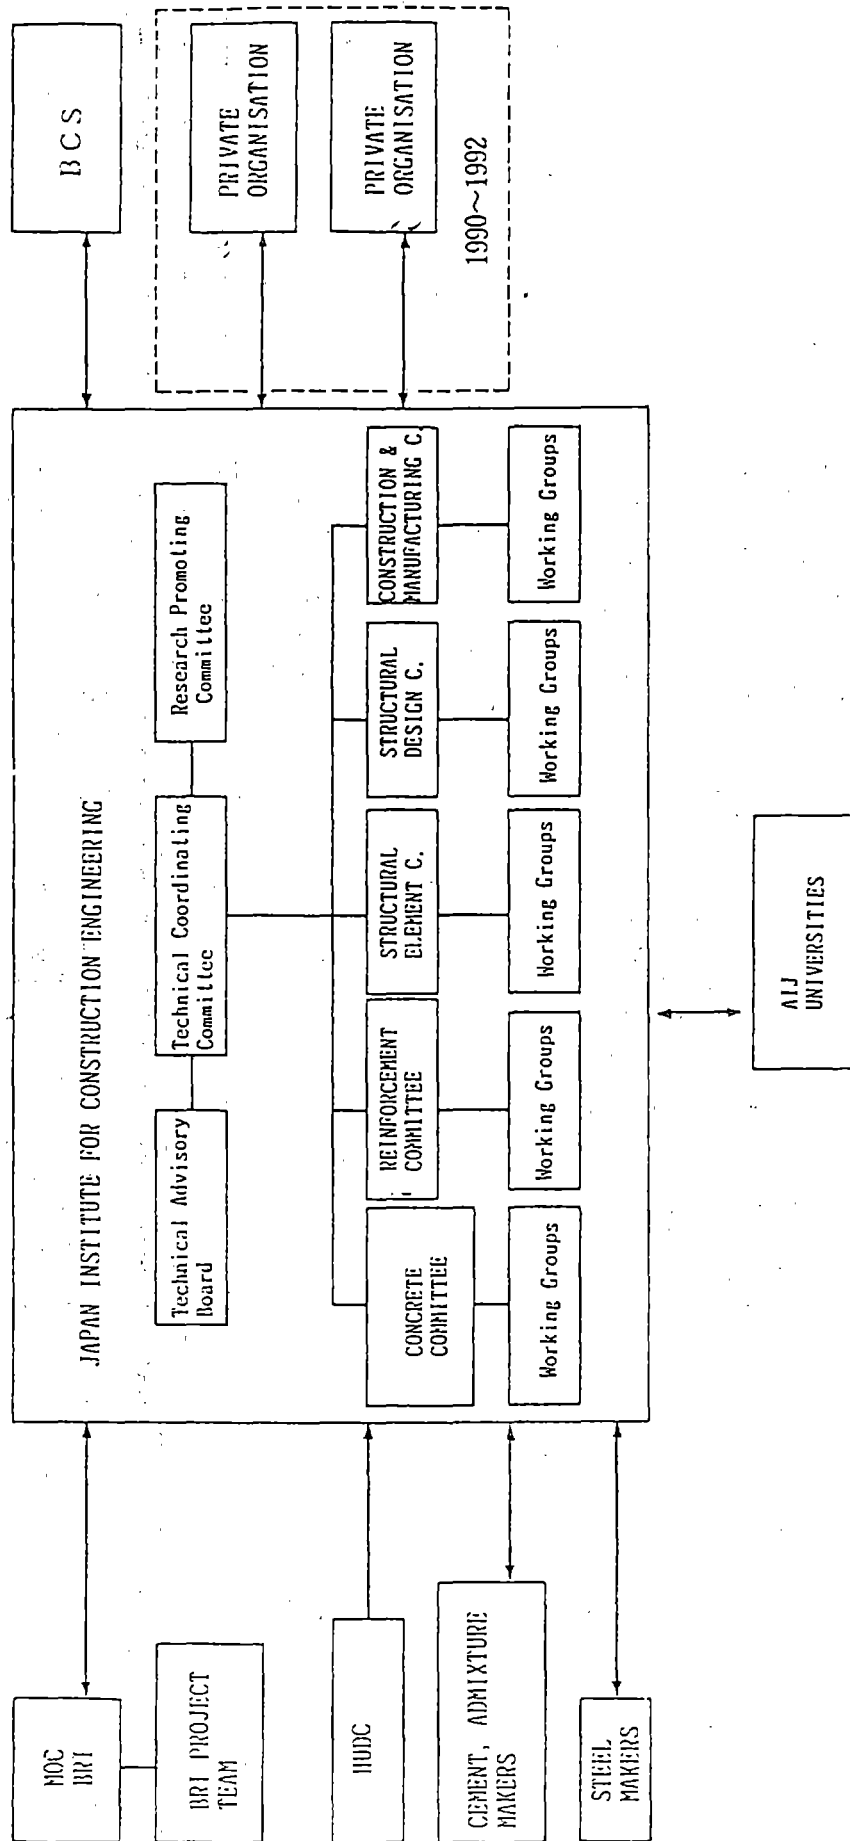 JAPAN INSTITUTE FOR CONSTRUCTION ENGINEERING
Technical Advisory
Board
Technical Coordinating
Committee
Research Promoting
Committee
CONCRETE
COMMITTEE
REINFORCEMENT
COMMITTEE
STRUCTURAL
ELEMENT C.
STRUCTURAL
DESIGN C.
CONSTRUCTION &
MANUFACTURING C.
Working Groups
Working Groups
Working Groups
Working Groups
Working Groups
MOC
BRI
BRI PROJECT
TEAM
HUDC
CEMENT, ADMIXTURE
MAKERS
STEEL
MAKERS
BCS
PRIVATE
ORGANISATION
PRIVATE
ORGANISATION
1990~1992
AIJ
UNIVERSITIES